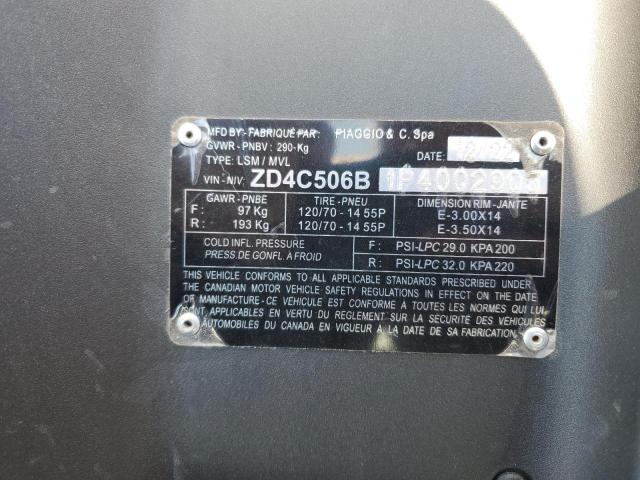 MFD BY- FABRIQUÉ PAR: PIAGGIO & C. Spa
GVWR - PNBV : 290-Kg
TYPE: LSM / MVL DATE:
VIN - NIV: ZD4C506B
GAWR - PNBE TIRE - PNEU DIMENSION RIM - JANTE
F: 97 Kg 120/70 - 14 55P E-3.00X14
R: 193 Kg 120/70 - 14 55P E-3.50X14
COLD INFL. PRESSURE F: PSI-LPC 29.0 KPA 200
PRESS DE GONFL. À FROID R: PSI-LPC 32.0 KPA 220
THIS VEHICLE CONFORMS TO ALL APPLICABLE STANDARDS PRESCRIBED UNDER
THE CANADIAN MOTOR VEHICLE SAFETY REGULATIONS IN EFFECT ON THE DATE
OF MANUFACTURE - CE VÉHICULE EST CONFORME A TOUTES LES NORMES QUI LUI
SONT APPLICABLES EN VERTU DU REGLEMENT SUR LA SÉCURITÉ DES VÉHICULES
AUTOMOBILES DU CANADA EN VIGUEUR A LA DATE DE SA FABRICATION.